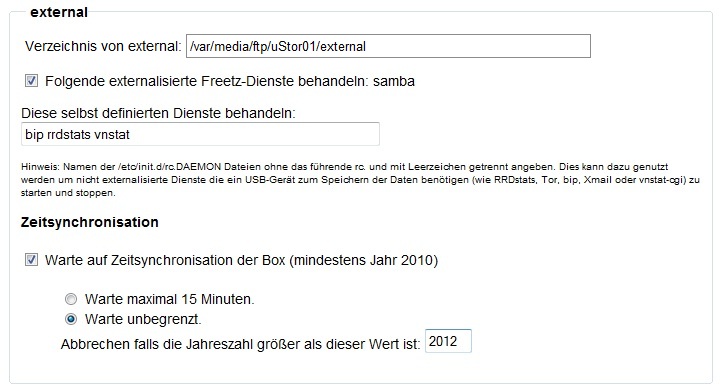 external
Verzeichnis von external: /var/media/ftp/uStor01/external
Folgende externalisierte Freetz-Dienste behandeln: samba
Diese selbst definierten Dienste behandeln:
bip rrdstats vnstat
Hinweis: Namen der /etc/init.d/rc.DAEMON Dateien ohne das führende rc. und mit Leerzeichen getrennt angeben. Dies kann dazu genutzt
werden um nicht externalisierte Dienste die ein USB-Gerät zum Speichern der Daten benötigen (wie RRDstats, Tor, bip, Xmail oder vnstat-cgi) zu
starten und stoppen.
Zeitsynchronisation
Warte auf Zeitsynchronisation der Box (mindestens Jahr 2010)
Warte maximal 15 Minuten.
Warte unbegrenzt.
Abbrechen falls die Jahreszahl größer als dieser Wert ist: 2012